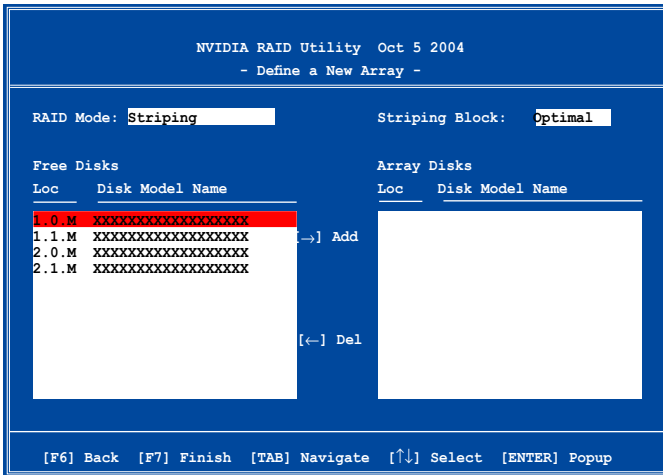 NVIDIA RAID Utility Oct 5 2004
- Define a New Array -
RAID Mode: Striping Striping Block: Optimal
Free Disks Array Disks
Loc Disk Model Name Loc Disk Model Name
1.0.M XXXXXXXXXXXXXXXXXX
1.1.M XXXXXXXXXXXXXXXXXX
[→] Add
2.0.M XXXXXXXXXXXXXXXXXX
2.1.M XXXXXXXXXXXXXXXXXX
[←] Del
[F6] Back [F7] Finish [TAB] Navigate [↑↓] Select [ENTER] Popup